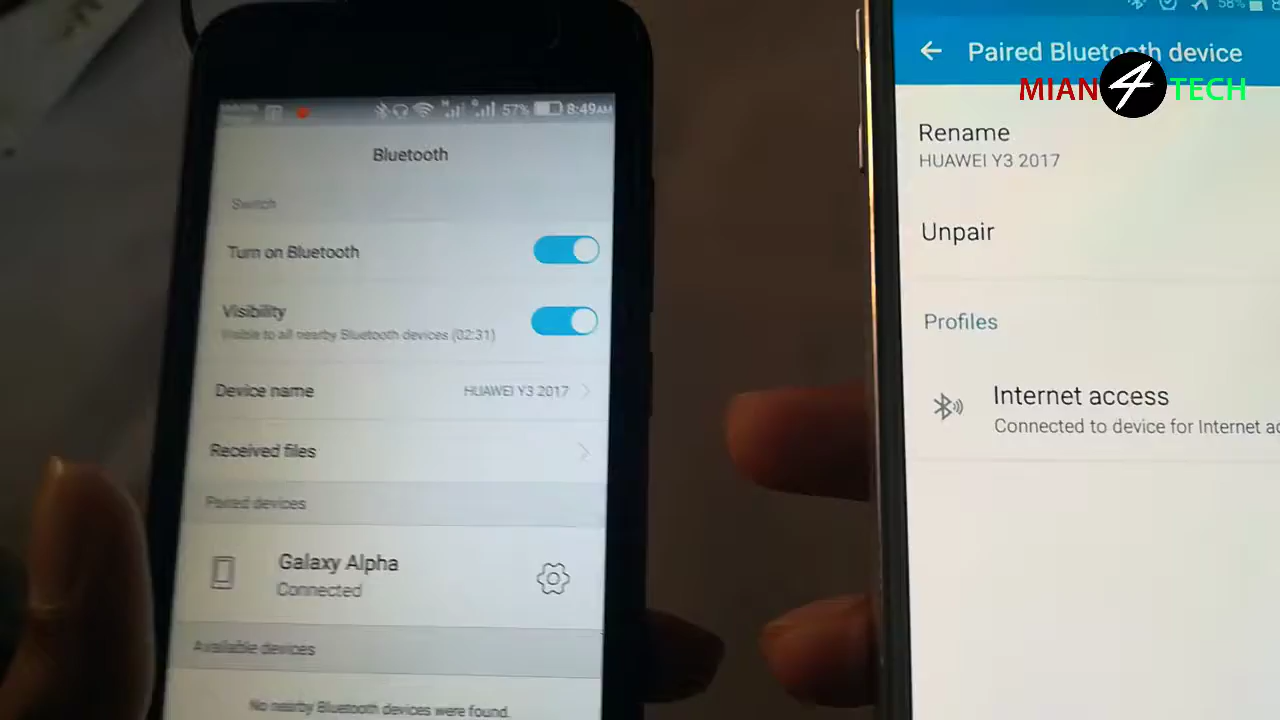 57% 8:49AM
Bluetooth
Switch
Turn on Bluetooth
Visibility
Visible to all nearby Bluetooth devices (02:31)
Device name HUAWEI Y3 2017
Received files
Paired devices
Galaxy Alpha
Connected
Available devices
No nearby Bluetooth devices were found.
58%
Paired Bluetooth device
MIAN 4 TECH
Rename
HUAWEI Y3 2017
Unpair
Profiles
Internet access
Connected to device for Internet ac